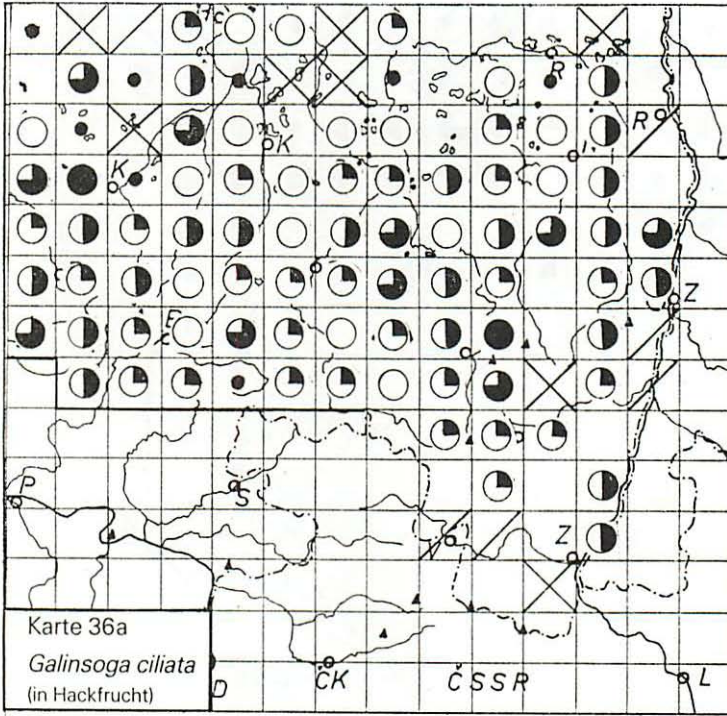 R
K
R
K
Z
E
P
S
Z
Karte 36a
Galinsoga ciliata
(in Hackfrucht)
D
ČK
ČSSR
L